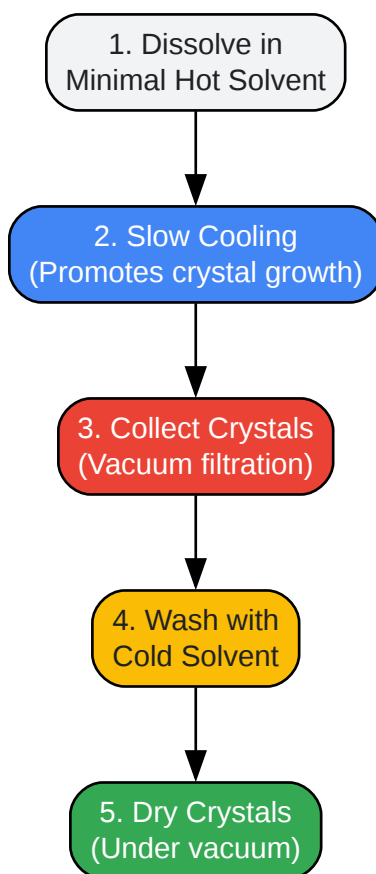 1. Dissolve in
Minimal Hot Solvent
2. Slow Cooling
(Promotes crystal growth)
3. Collect Crystals
(Vacuum filtration)
4. Wash with
Cold Solvent
5. Dry Crystals
(Under vacuum)